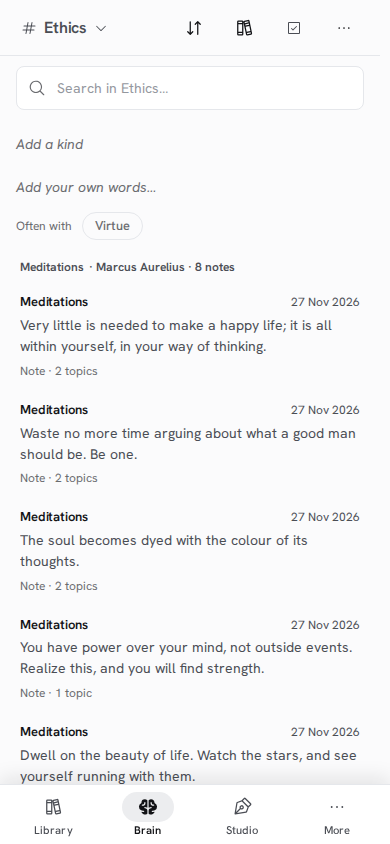 # Ethics
Search in Ethics...
Add a kind
Add your own words...
Often with Virtue
Meditations · Marcus Aurelius · 8 notes
Meditations 27 Nov 2026
Very little is needed to make a happy life; it is all
within yourself, in your way of thinking.
Note · 2 topics
Meditations 27 Nov 2026
Waste no more time arguing about what a good man
should be. Be one.
Note · 2 topics
Meditations 27 Nov 2026
The soul becomes dyed with the colour of its
thoughts.
Note · 2 topics
Meditations 27 Nov 2026
You have power over your mind, not outside events.
Realize this, and you will find strength.
Note · 1 topic
Meditations 27 Nov 2026
Dwell on the beauty of life. Watch the stars, and see
yourself running with them.
Library Brain Studio More